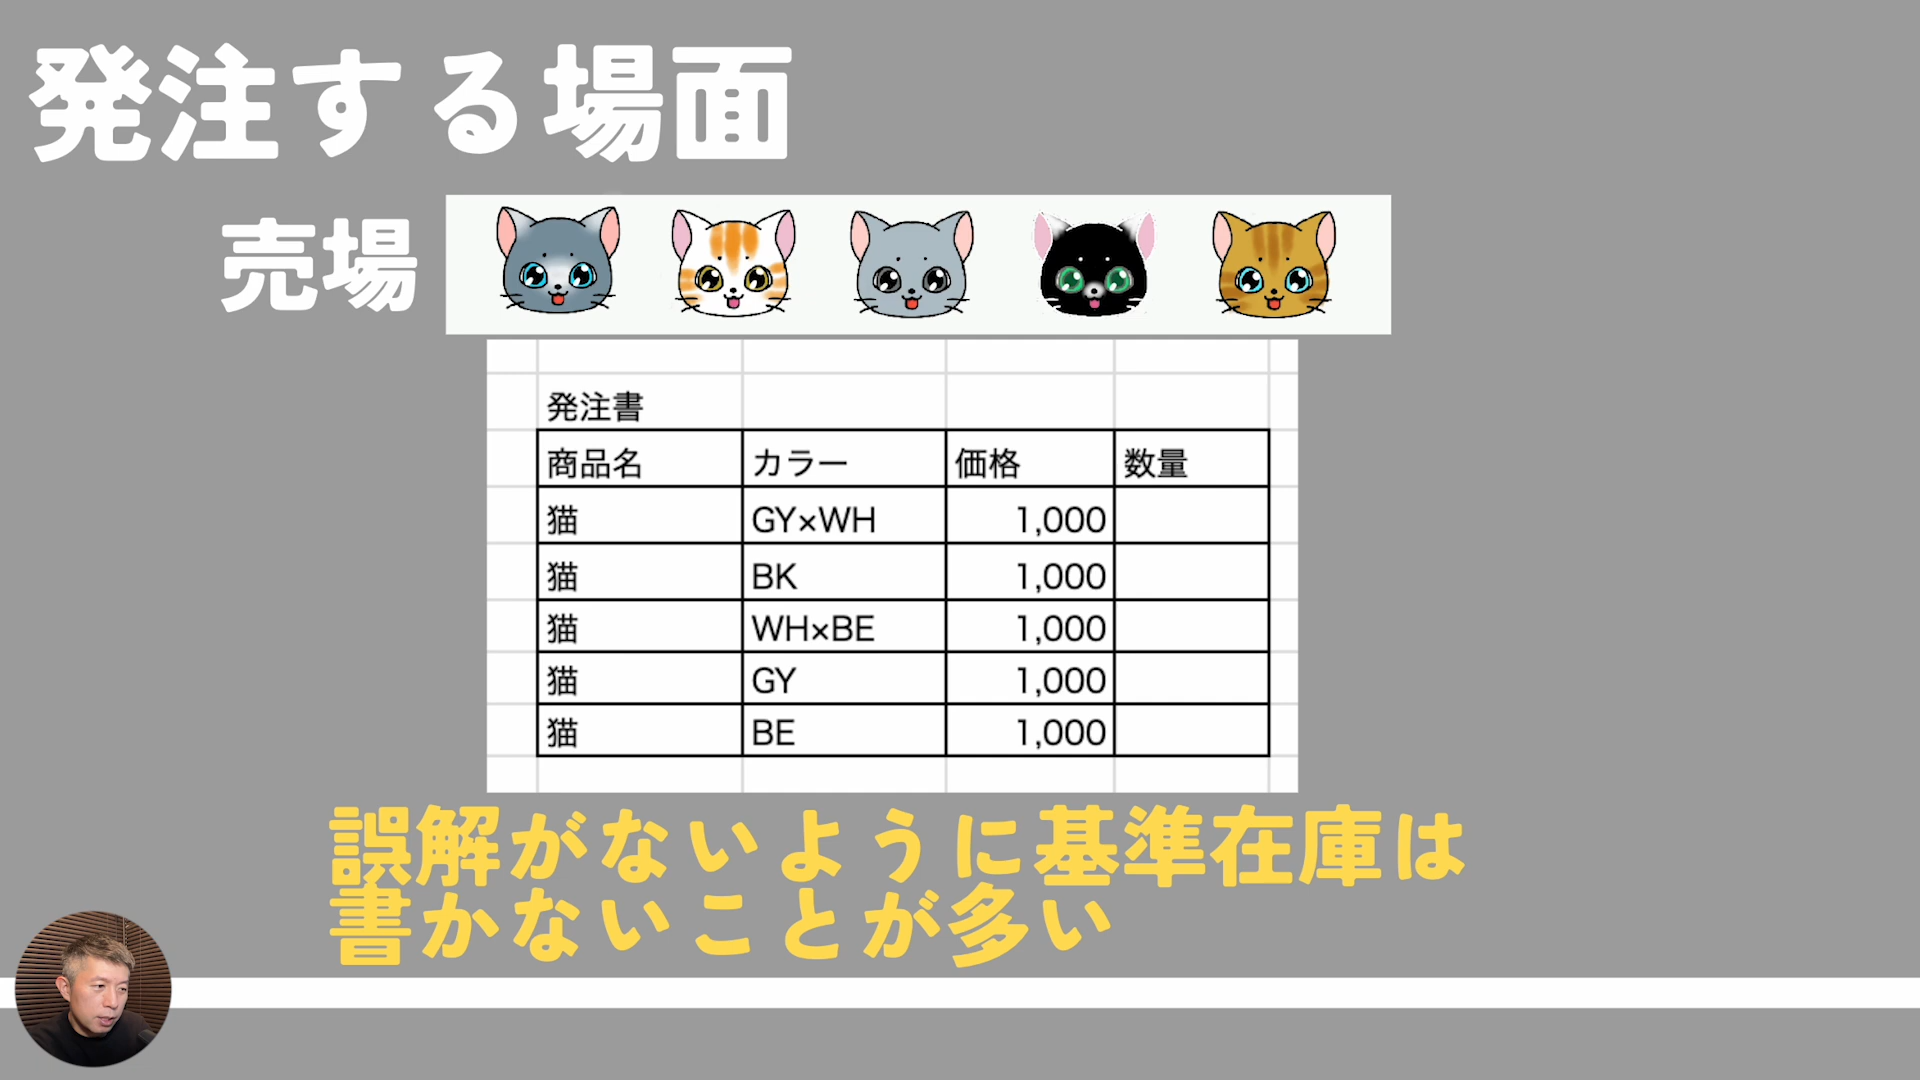 発注する場面
売場
発注書
商品名 カラー 価格 数量
猫 GY×WH 1,000
猫 BK 1,000
猫 WH×BE 1,000
猫 GY 1,000
猫 BE 1,000
誤解がないように基準在庫は
書かないことが多い